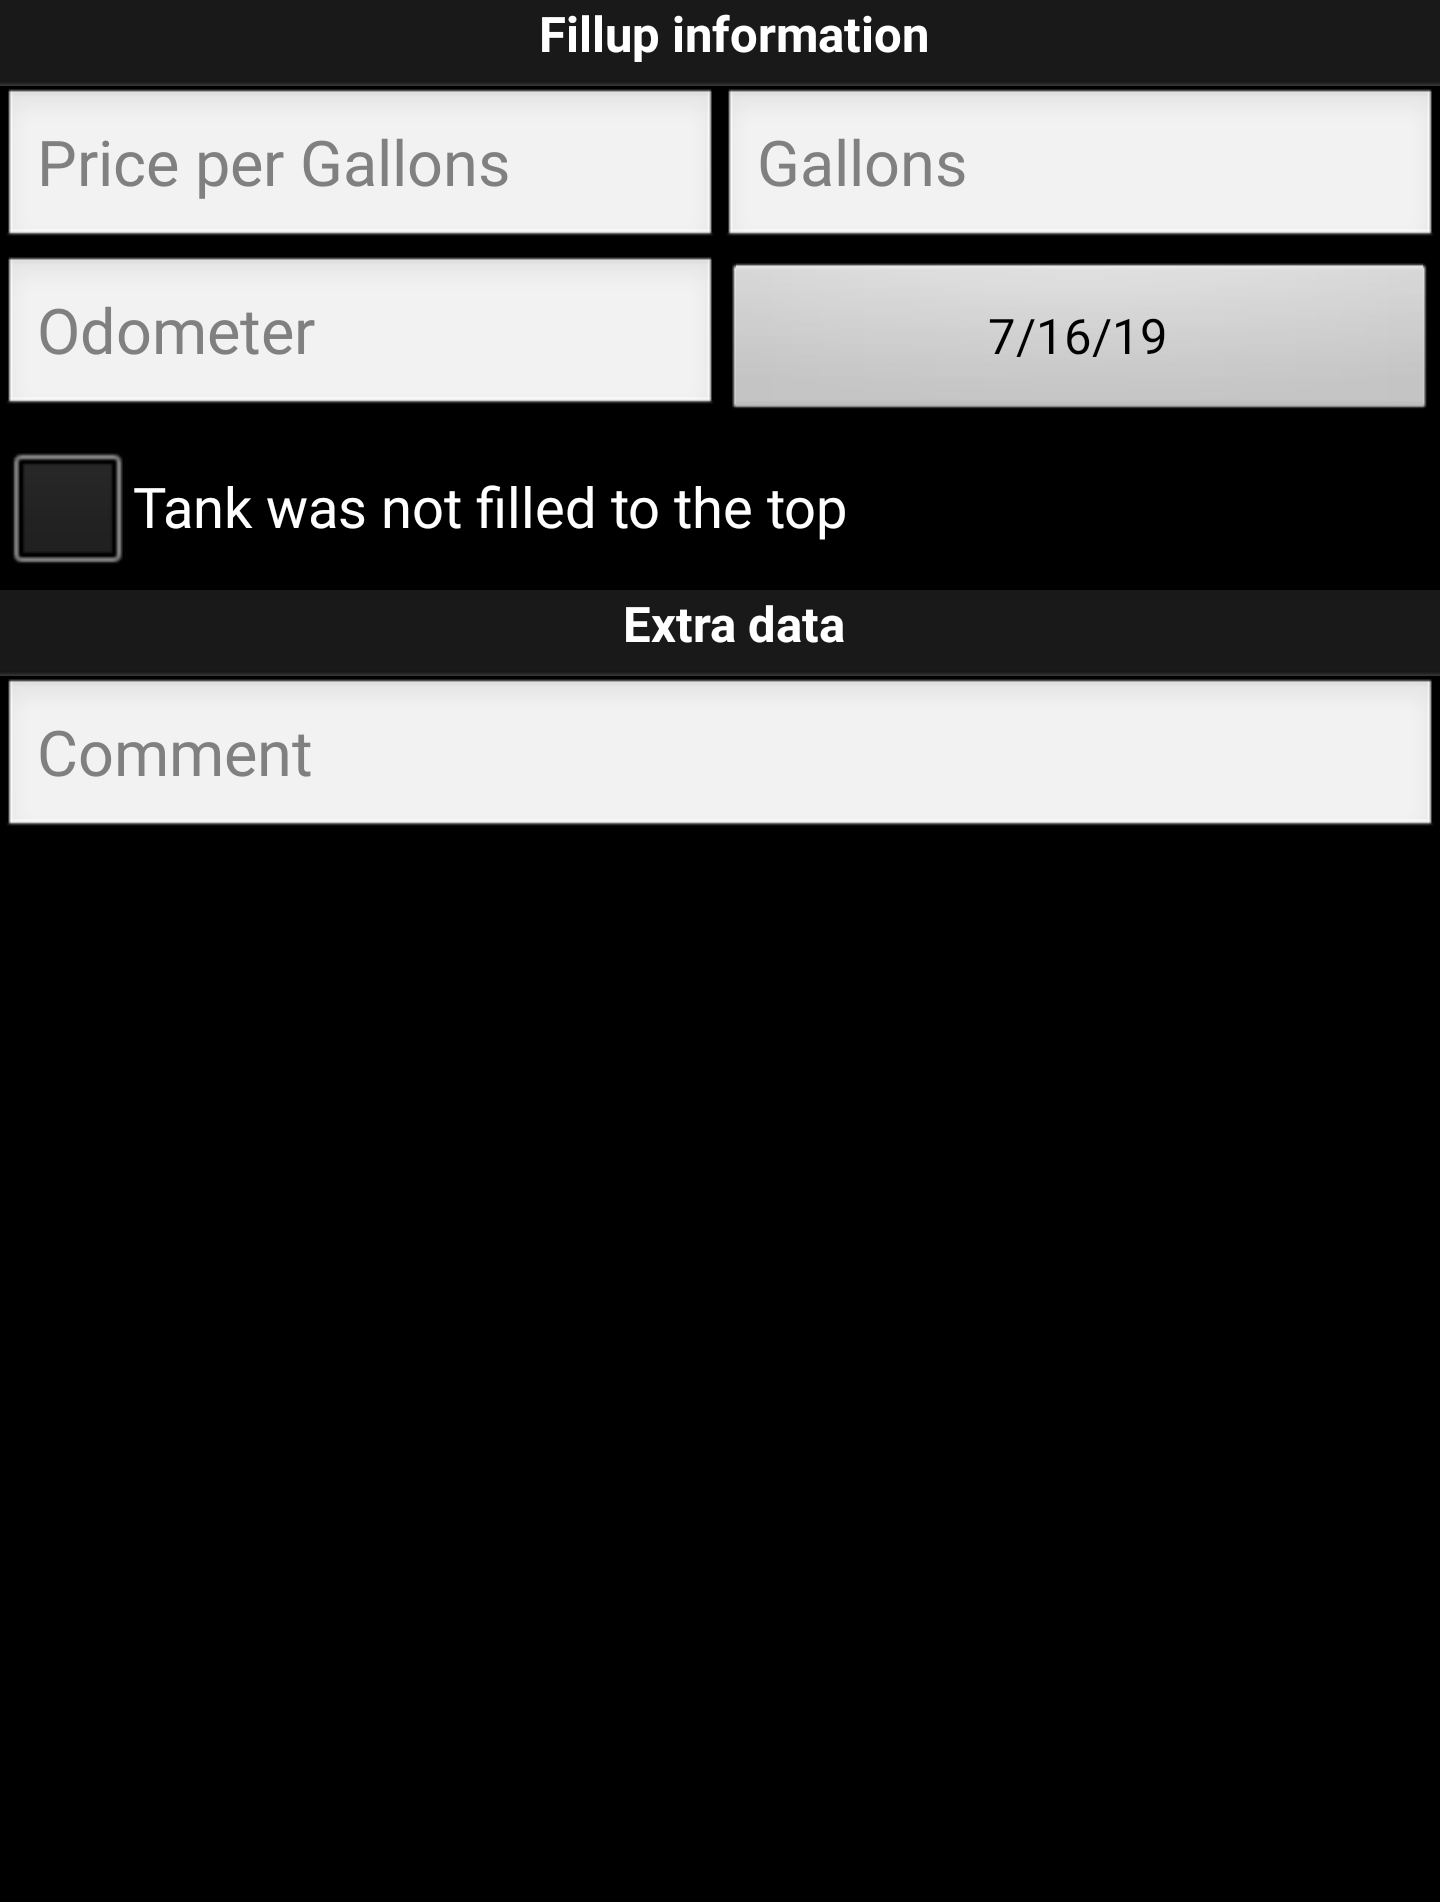 Fillup information
Price per Gallons
Gallons
Odometer
7/16/19
Tank was not filled to the top
Extra data
Comment